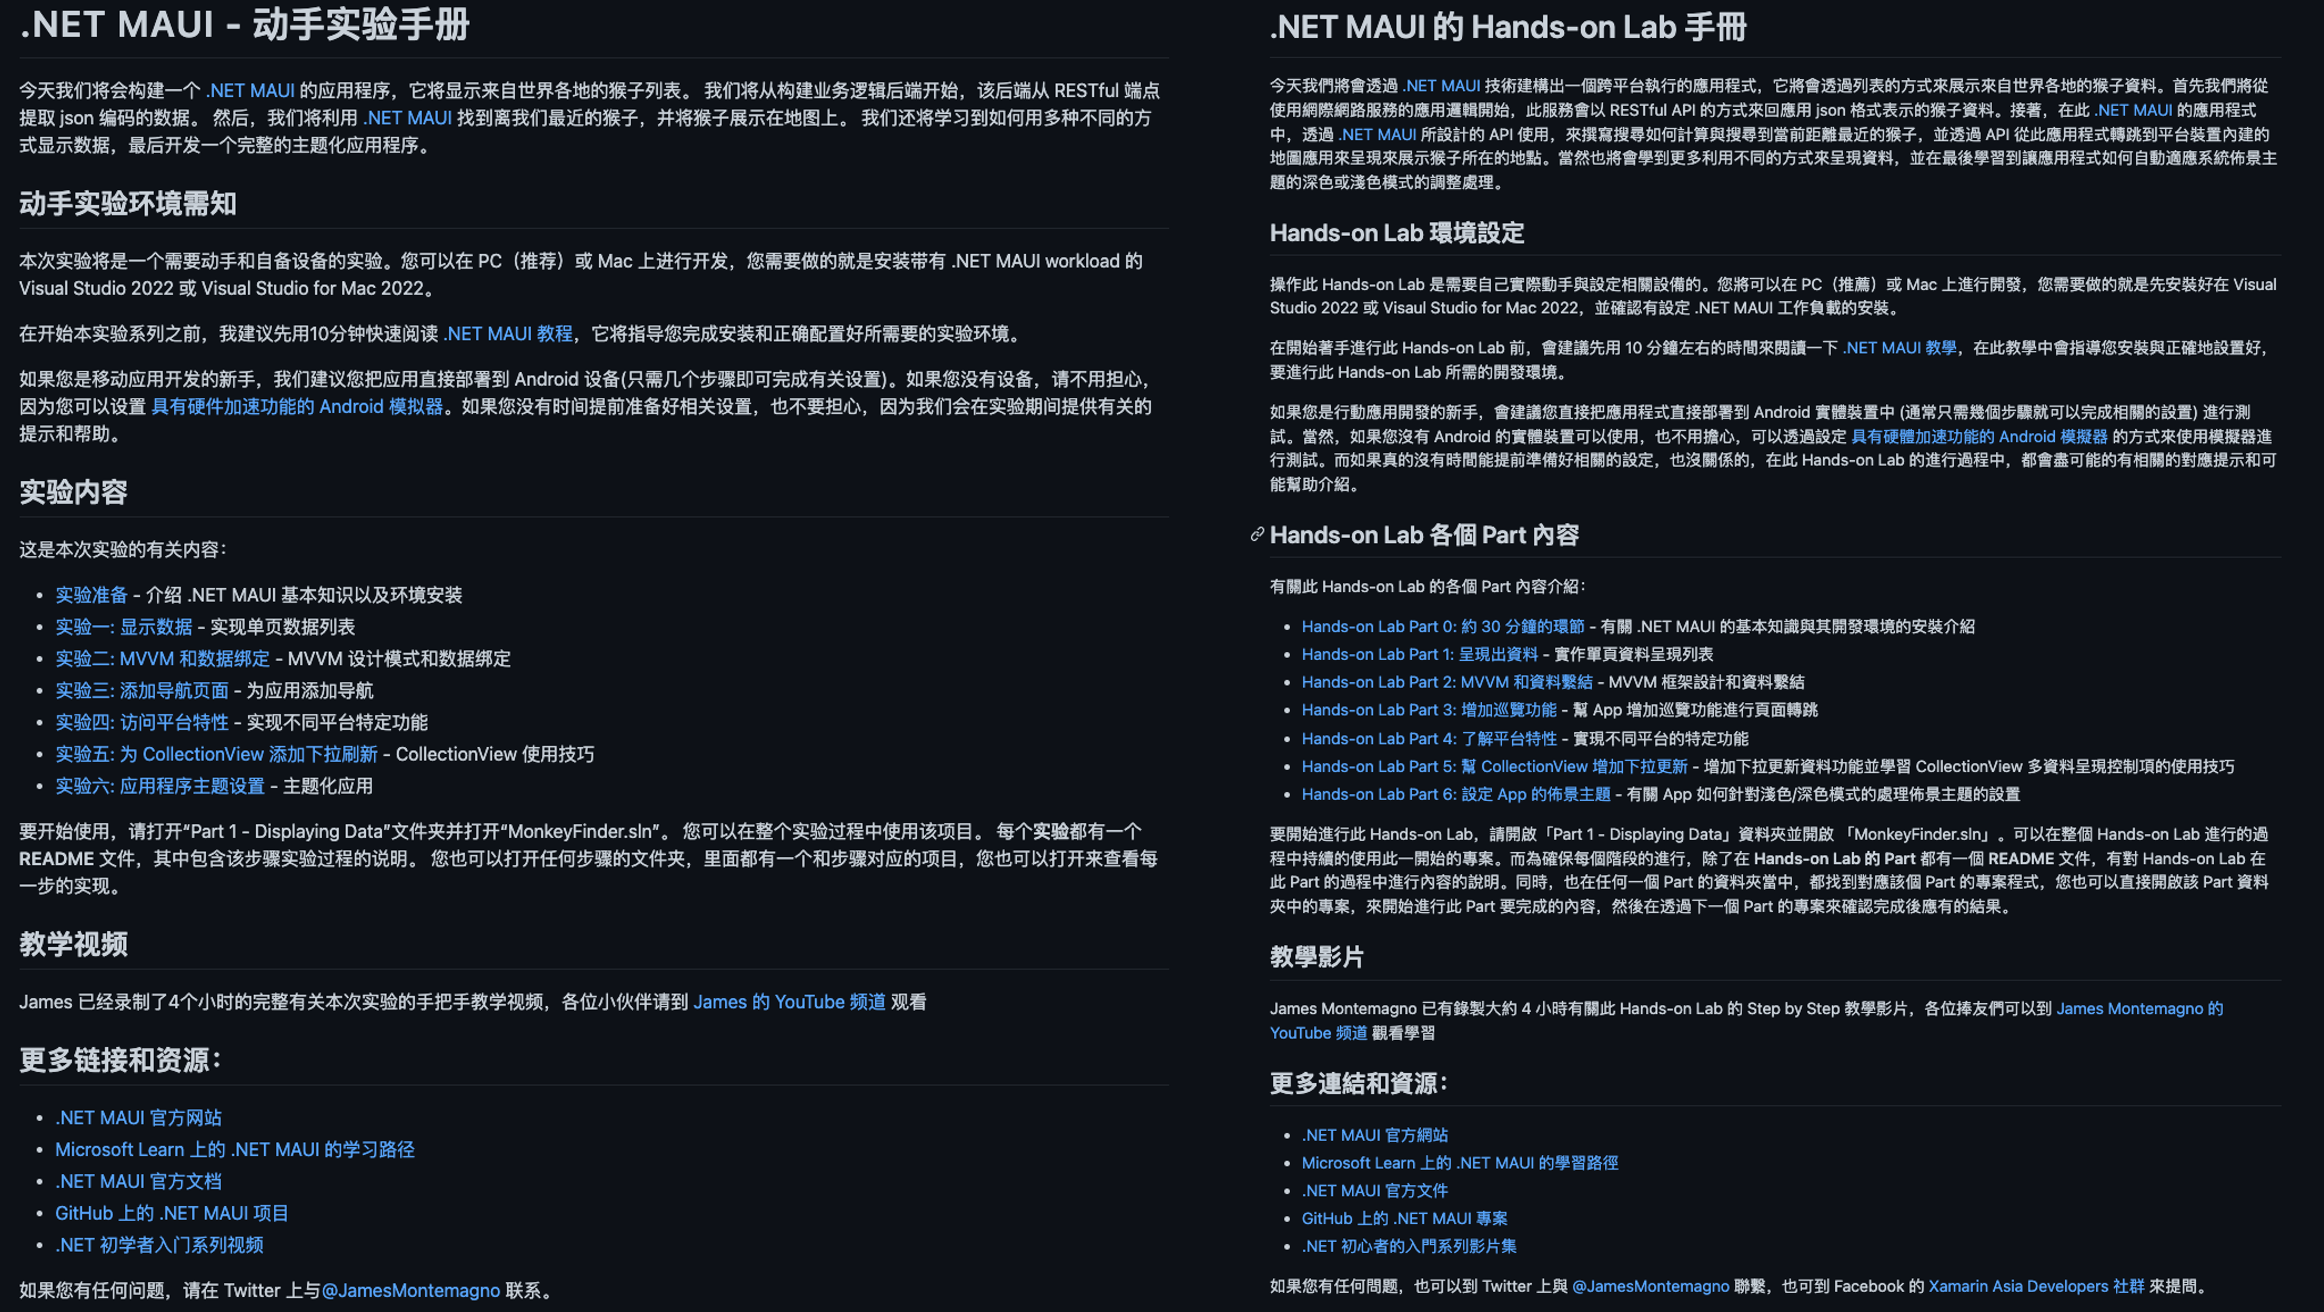 .NET MAUI - 动手实验手册
今天我们将会构建一个 .NET MAUI 的应用程序，它将显示来自世界各地的猴子列表。 我们将从构建业务逻辑后端开始，该后端从 RESTful 端点
提取 json 编码的数据。 然后，我们将利用 .NET MAUI 找到离我们最近的猴子，并将猴子展示在地图上。 我们还将学习到如何用多种不同的方
式显示数据，最后开发一个完整的主题化应用程序。
动手实验环境需知
本次实验将是一个需要动手和自备设备的实验。您可以在 PC（推荐）或 Mac 上进行开发，您需要做的就是安装带有 .NET MAUI workload 的
Visual Studio 2022 或 Visual Studio for Mac 2022。
在开始本实验系列之前，我建议先用10分钟快速阅读 .NET MAUI 教程，它将指导您完成安装和正确配置好所需要的实验环境。
如果您是移动应用开发的新手，我们建议您把应用直接部署到 Android 设备(只需几个步骤即可完成有关设置)。如果您没有设备，请不用担心，
因为您可以设置 具有硬件加速功能的 Android 模拟器。如果您没有时间提前准备好相关设置，也不要担心，因为我们会在实验期间提供有关的
提示和帮助。
实验内容
这是本次实验的有关内容：
• 实验准备 - 介绍 .NET MAUI 基本知识以及环境安装
• 实验一: 显示数据 - 实现单页数据列表
• 实验二: MVVM 和数据绑定 - MVVM 设计模式和数据绑定
• 实验三: 添加导航页面 - 为应用添加导航
• 实验四: 访问平台特性 - 实现不同平台特定功能
• 实验五: 为 CollectionView 添加下拉刷新 - CollectionView 使用技巧
• 实验六: 应用程序主题设置 - 主题化应用
要开始使用，请打开“Part 1 - Displaying Data”文件夹并打开“MonkeyFinder.sln”。 您可以在整个实验过程中使用该项目。 每个实验都有一个
README 文件，其中包含该步骤实验过程的说明。 您也可以打开任何步骤的文件夹，里面都有一个和步骤对应的项目，您也可以打开来查看每
一步的实现。
教学视频
James 已经录制了4个小时的完整有关本次实验的手把手教学视频，各位小伙伴请到 James 的 YouTube 频道 观看
更多链接和资源：
• .NET MAUI 官方网站
• Microsoft Learn 上的 .NET MAUI 的学习路径
• .NET MAUI 官方文档
• GitHub 上的 .NET MAUI 项目
• .NET 初学者入门系列视频
如果您有任何问题，请在 Twitter 上与@JamesMontemagno 联系。
.NET MAUI 的 Hands-on Lab 手冊
今天我們將會透過 .NET MAUI 技術建構出一個跨平台執行的應用程式，它將會透過列表的方式來展示來自世界各地的猴子資料。首先我們將從
使用網際網路服務的應用邏輯開始，此服務會以 RESTful API 的方式來回應用 json 格式表示的猴子資料。接著，在此 .NET MAUI 的應用程式
中，透過 .NET MAUI 所設計的 API 使用，來撰寫搜尋如何計算與搜尋到當前距離最近的猴子，並透過 API 從此應用程式轉跳到平台裝置內建的
地圖應用來呈現來展示猴子所在的地點。當然也將會學到更多利用不同的方式來呈現資料，並在最後學習到讓應用程式如何自動適應系統佈景主
題的深色或淺色模式的調整處理。
Hands-on Lab 環境設定
操作此 Hands-on Lab 是需要自己實際動手與設定相關設備的。您將可以在 PC（推薦）或 Mac 上進行開發，您需要做的就是先安裝好在 Visual
Studio 2022 或 Visaul Studio for Mac 2022，並確認有設定 .NET MAUI 工作負載的安裝。
在開始著手進行此 Hands-on Lab 前，會建議先用 10 分鐘左右的時間來閱讀一下 .NET MAUI 教學，在此教學中會指導您安裝與正確地設置好，
要進行此 Hands-on Lab 所需的開發環境。
如果您是行動應用開發的新手，會建議您直接把應用程式直接部署到 Android 實體裝置中 (通常只需幾個步驟就可以完成相關的設置) 進行測
試。當然，如果您沒有 Android 的實體裝置可以使用，也不用擔心，可以透過設定 具有硬體加速功能的 Android 模擬器 的方式來使用模擬器進
行測試。而如果真的沒有時間能提前準備好相關的設定，也沒關係的，在此 Hands-on Lab 的進行過程中，都會盡可能的有相關的對應提示和可
能幫助介紹。
Hands-on Lab 各個 Part 內容
有關此 Hands-on Lab 的各個 Part 內容介紹：
• Hands-on Lab Part 0: 約 30 分鐘的環節 - 有關 .NET MAUI 的基本知識與其開發環境的安裝介紹
• Hands-on Lab Part 1: 呈現出資料 - 實作單頁資料呈現列表
• Hands-on Lab Part 2: MVVM 和資料繫結 - MVVM 框架設計和資料繫結
• Hands-on Lab Part 3: 增加巡覽功能 - 幫 App 增加巡覽功能進行頁面轉跳
• Hands-on Lab Part 4: 了解平台特性 - 實現不同平台的特定功能
• Hands-on Lab Part 5: 幫 CollectionView 增加下拉更新 - 增加下拉更新資料功能並學習 CollectionView 多資料呈現控制項的使用技巧
• Hands-on Lab Part 6: 設定 App 的佈景主題 - 有關 App 如何針對淺色/深色模式的處理佈景主題的設置
要開始進行此 Hands-on Lab，請開啟「Part 1 - Displaying Data」資料夾並開啟 「MonkeyFinder.sln」。可以在整個 Hands-on Lab 進行的過
程中持續的使用此一開始的專案。而為確保每個階段的進行，除了在 Hands-on Lab 的 Part 都有一個 README 文件，有對 Hands-on Lab 在
此 Part 的過程中進行內容的說明。同時，也在任何一個 Part 的資料夾當中，都找到對應該個 Part 的專案程式，您也可以直接開啟該 Part 資料
夾中的專案，來開始進行此 Part 要完成的內容，然後在透過下一個 Part 的專案來確認完成後應有的結果。
教學影片
James Montemagno 已有錄製大約 4 小時有關此 Hands-on Lab 的 Step by Step 教學影片，各位捧友們可以到 James Montemagno 的
YouTube 頻道 觀看學習
更多連結和資源：
• .NET MAUI 官方網站
• Microsoft Learn 上的 .NET MAUI 的學習路徑
• .NET MAUI 官方文件
• GitHub 上的 .NET MAUI 專案
• .NET 初心者的入門系列影片集
如果您有任何問題，也可以到 Twitter 上與 @JamesMontemagno 聯繫，也可到 Facebook 的 Xamarin Asia Developers 社群 來提問。